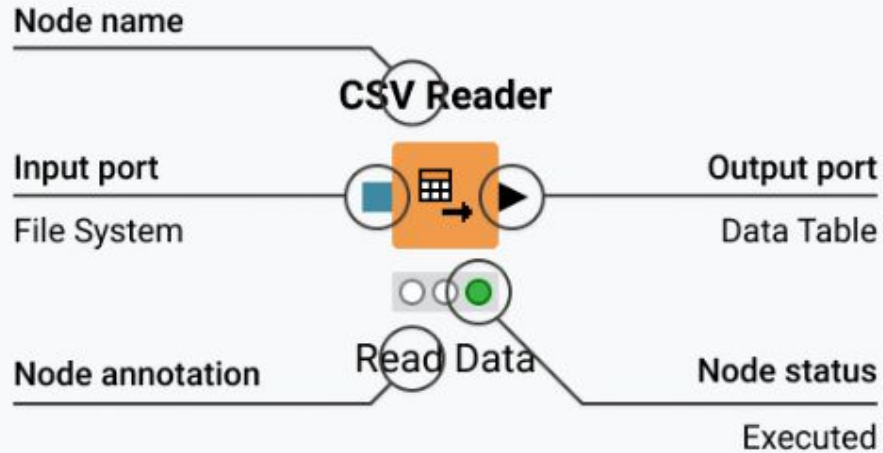 Node name
CSV Reader
Input port
Output port
File System
Data Table
Read Data
Node annotation
Node status
Executed